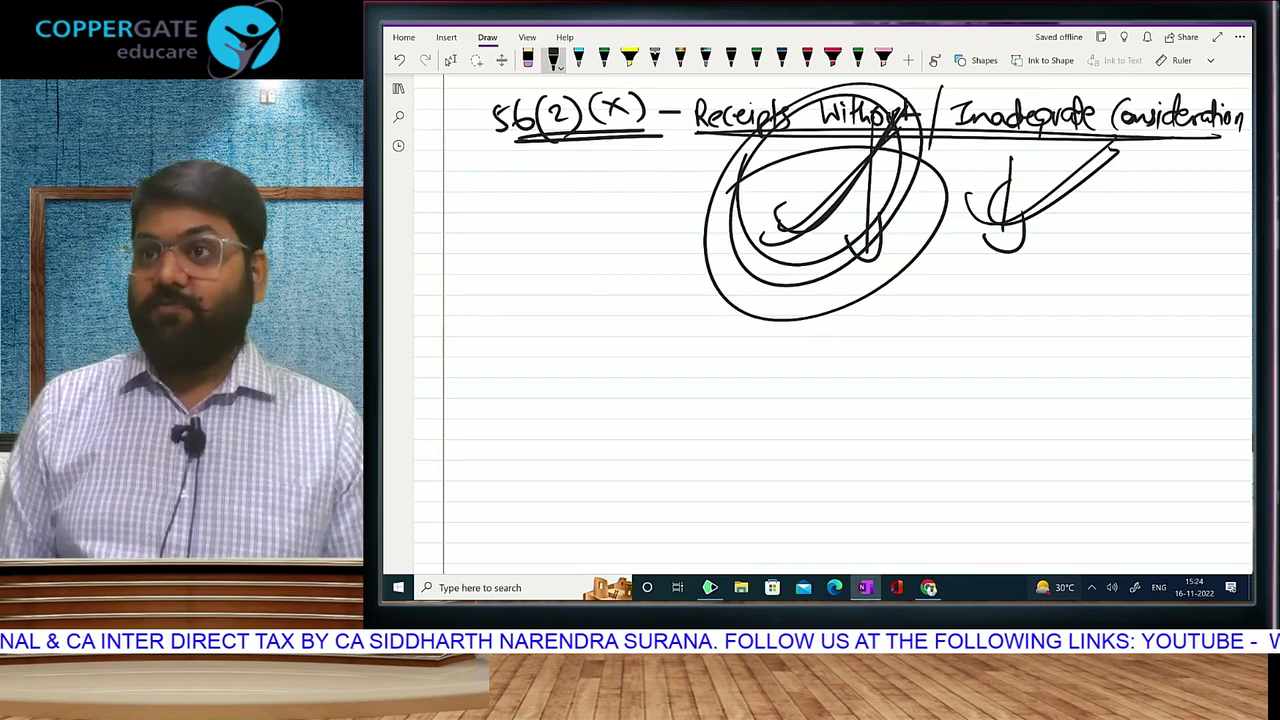 COPPERGATE
educare
Home Insert Draw View Help
Saved offline Share
Shapes Ink to Shape Ink to Text Ruler
56(2)(x) - Receipts Without / Inadequate Consideration
Type here to search
30°C ENG 15:24
16-11-2022
NAL & CA INTER DIRECT TAX BY CA SIDDHARTH NARENDRA SURANA. FOLLOW US AT THE FOLLOWING LINKS: YOUTUBE - W